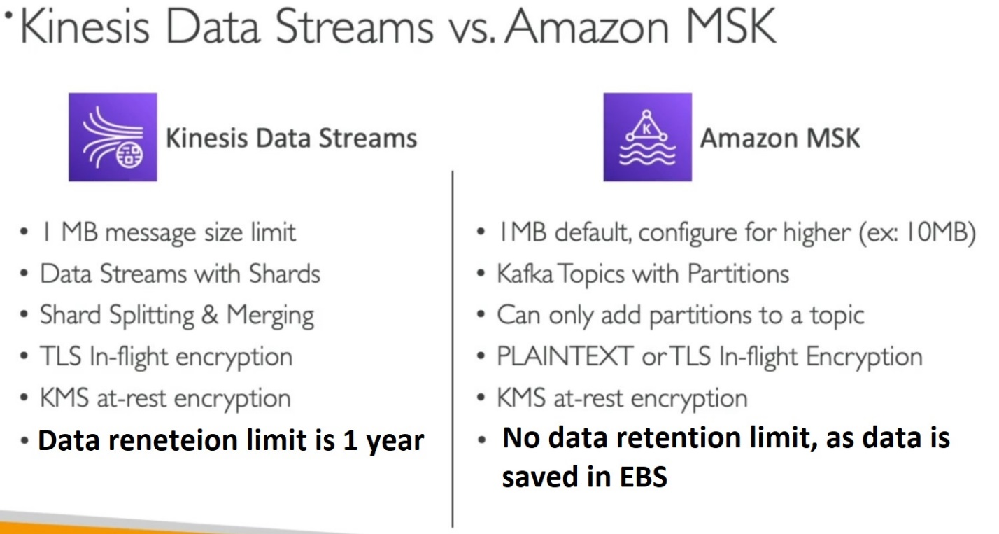 • Kinesis Data Streams vs. Amazon MSK
Kinesis Data Streams
• 1 MB message size limit
• Data Streams with Shards
• Shard Splitting & Merging
• TLS In-flight encryption
• KMS at-rest encryption
• Data reneteion limit is 1 year
K
Amazon MSK
• 1MB default, configure for higher (ex: 10MB)
• Kafka Topics with Partitions
• Can only add partitions to a topic
• PLAINTEXT or TLS In-flight Encryption
• KMS at-rest encryption
• No data retention limit, as data is
saved in EBS